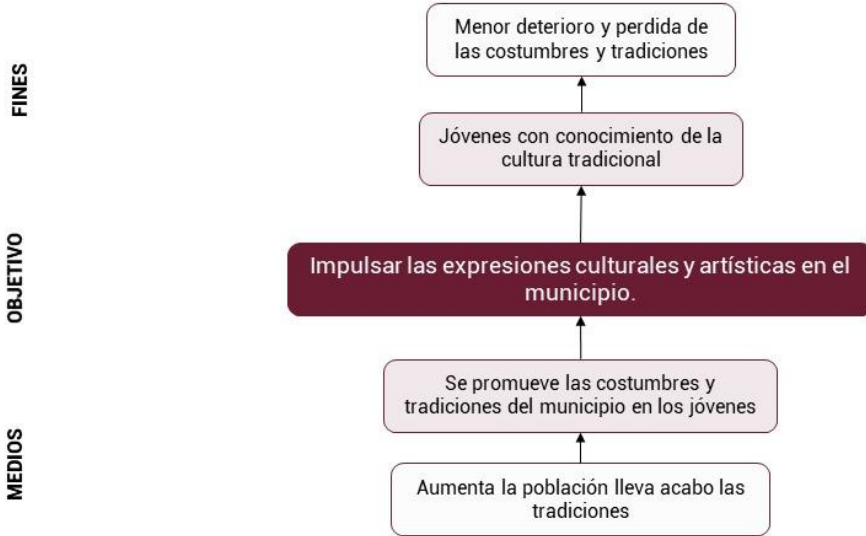 FINES
Menor deterioro y perdida de
las costumbres y tradiciones
Jóvenes con conocimiento de la
cultura tradicional
OBJETIVO
Impulsar las expresiones culturales y artísticas en el
municipio.
MEDIOS
Se promueve las costumbres y
tradiciones del municipio en los jóvenes
Aumenta la población lleva acabo las
tradiciones